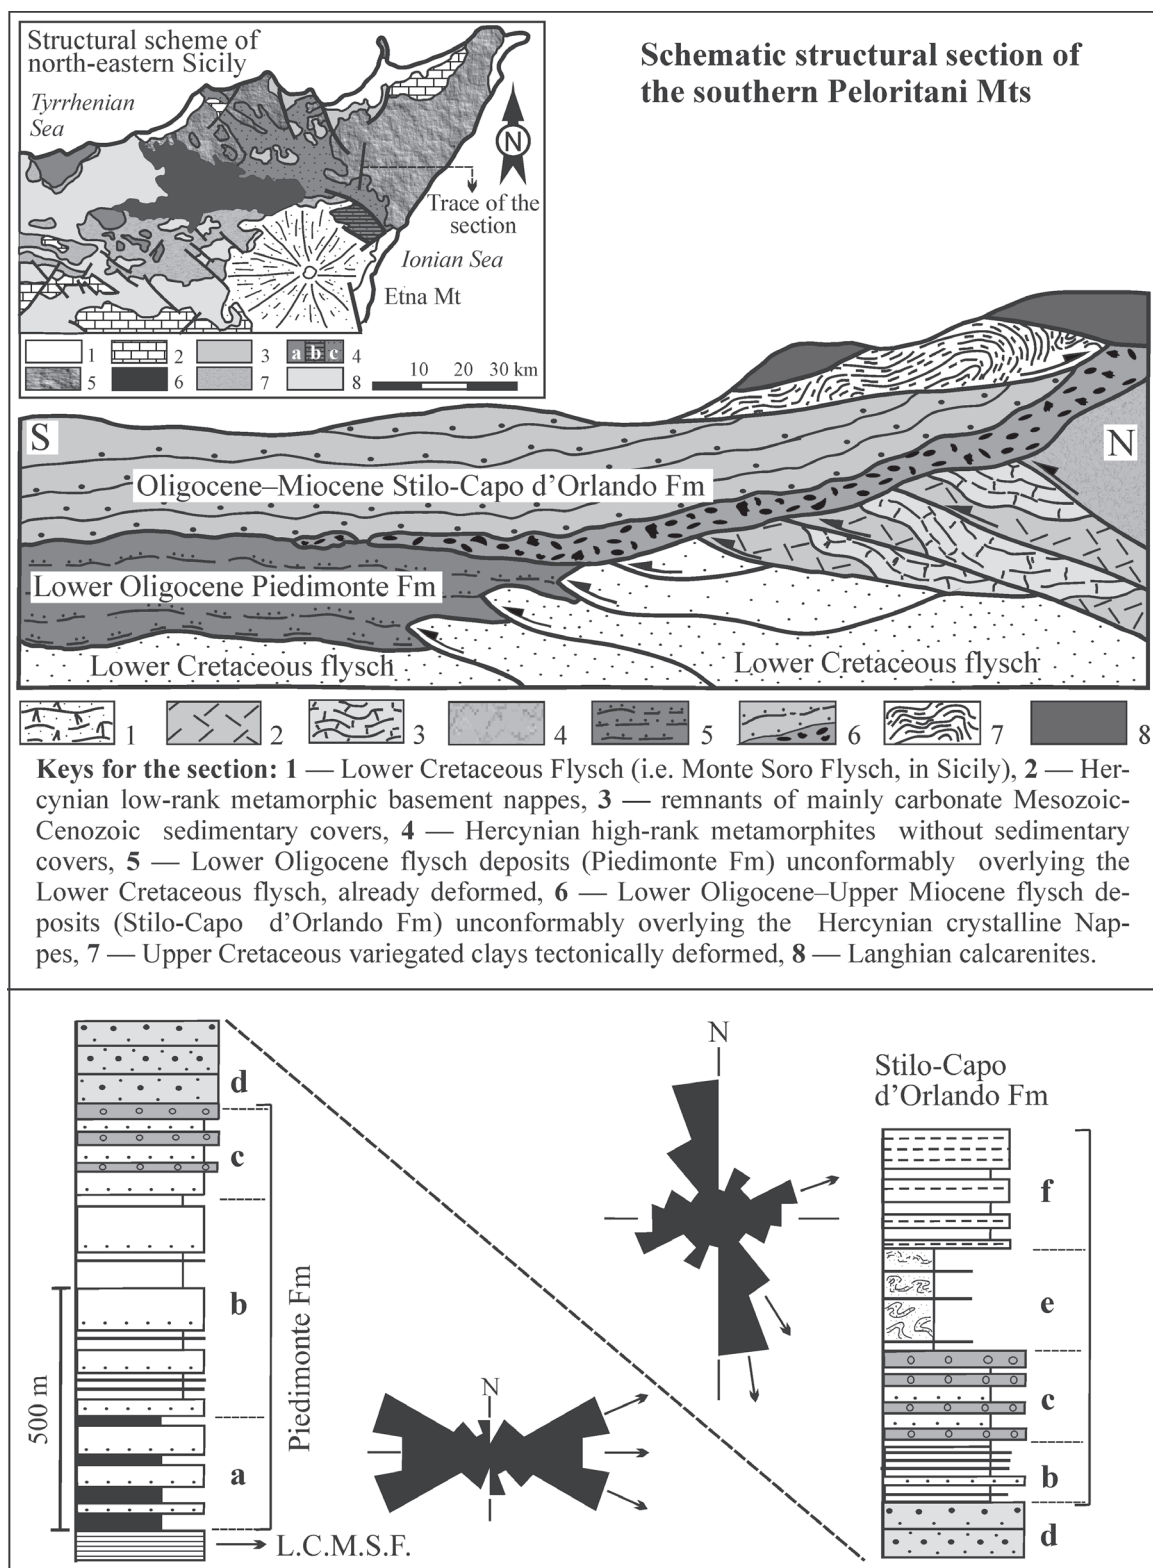 Structural scheme of
north-eastern Sicily
Tyrrhenian
Sea
N
Trace of the
section
Ionian Sea
Etna Mt
1
2
3
a b c 4
5
6
7
8
10 20 30 km
Schematic structural section of
the southern Peloritani Mts
S
N
Oligocene–Miocene Stilo-Capo d’Orlando Fm
Lower Oligocene Piedimonte Fm
Lower Cretaceous flysch
Lower Cretaceous flysch
1 2 3 4 5 6 7 8
Keys for the section: 1 — Lower Cretaceous Flysch (i.e. Monte Soro Flysch, in Sicily), 2 — Her-
cynian low-rank metamorphic basement nappes, 3 — remnants of mainly carbonate Mesozoic-
Cenozoic sedimentary covers, 4 — Hercynian high-rank metamorphites without sedimentary
covers, 5 — Lower Oligocene flysch deposits (Piedimonte Fm) unconformably overlying the
Lower Cretaceous flysch, already deformed, 6 — Lower Oligocene–Upper Miocene flysch de-
posits (Stilo-Capo d’Orlando Fm) unconformably overlying the Hercynian crystalline Nap-
pes, 7 — Upper Cretaceous variegated clays tectonically deformed, 8 — Langhian calcarenites.
d
c
b
a
500 m
Piedimonte Fm
L.C.M.S.F.
N
N
Stilo-Capo
d’Orlando Fm
f
e
c
b
d